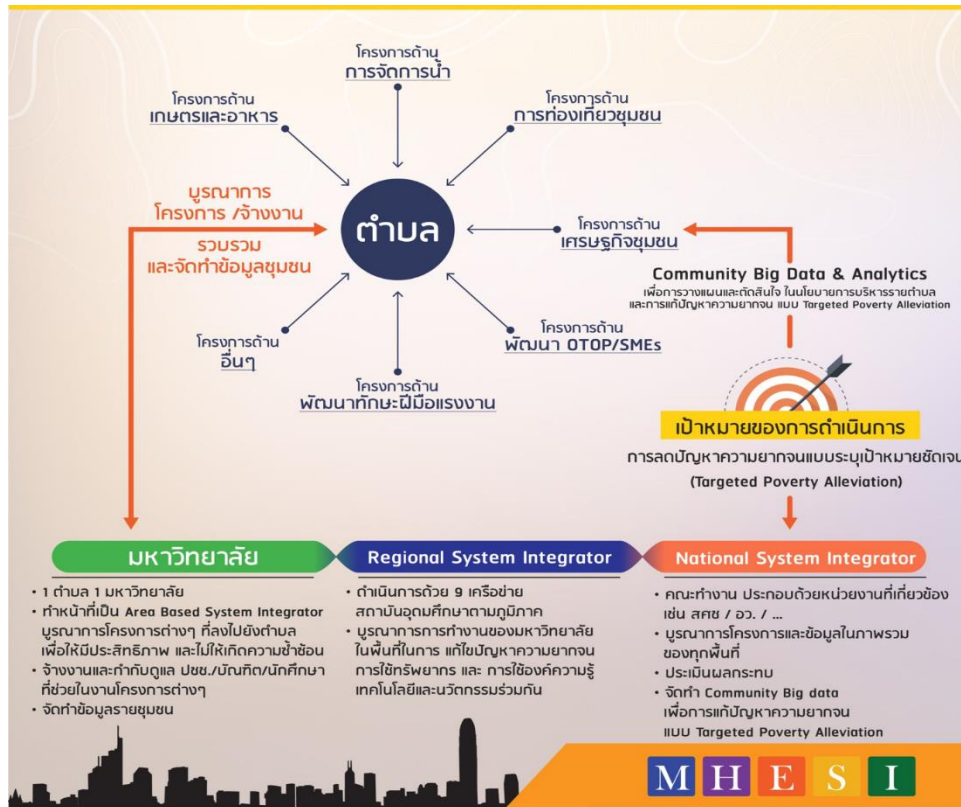 โครงการด้าน
การจัดการน้ำ
โครงการด้าน
เกษตรและอาหาร
โครงการด้าน
การท่องเที่ยวชุมชน
บูรณาการ
โครงการ /จ้างงาน
รวบรวม
และจัดทำข้อมูลชุมชน
ตำบล
โครงการด้าน
เศรษฐกิจชุมชน
Community Big Data & Analytics
เพื่อการวางแผนและตัดสินใจ ในนโยบายการบริหารรายตำบล
และการแก้ปัญหาความยากจน แบบ Targeted Poverty Alleviation
โครงการด้าน
อื่นๆ
โครงการด้าน
พัฒนาทักษะฝีมือแรงงาน
โครงการด้าน
พัฒนา OTOP/SMEs
เป้าหมายของการดำเนินการ
การลดปัญหาความยากจนแบบระบุเป้าหมายชัดเจน
(Targeted Poverty Alleviation)
มหาวิทยาลัย
• 1 ตำบล 1 มหาวิทยาลัย
• ทำหน้าที่เป็น Area Based System Integrator
บูรณาการโครงการต่างๆ ที่ลงไปยังตำบล
เพื่อให้มีประสิทธิภาพ และไม่ให้เกิดความซ้ำซ้อน
• จ้างงานและกำกับดูแล ปชช./บัณฑิต/นักศึกษา
ที่ช่วยในงานโครงการต่างๆ
• จัดทำข้อมูลรายชุมชน
Regional System Integrator
• ดำเนินการด้วย 9 เครือข่าย
สถาบันอุดมศึกษาตามภูมิภาค
• บูรณาการการทำงานของมหาวิทยาลัย
ในพื้นที่ในการ แก้ไขปัญหาความยากจน
การใช้ทรัพยากร และ การใช้องค์ความรู้
เทคโนโลยีและนวัตกรรมร่วมกัน
National System Integrator
• คณะทำงาน ประกอบด้วยหน่วยงานที่เกี่ยวข้อง
เช่น สศช / อว. / ...
• บูรณาการโครงการและข้อมูลในภาพรวม
ของทุกพื้นที่
• ประเมินผลกระทบ
• จัดทำ Community Big data
เพื่อการแก้ปัญหาความยากจน
แบบ Targeted Poverty Alleviation
M H E S I